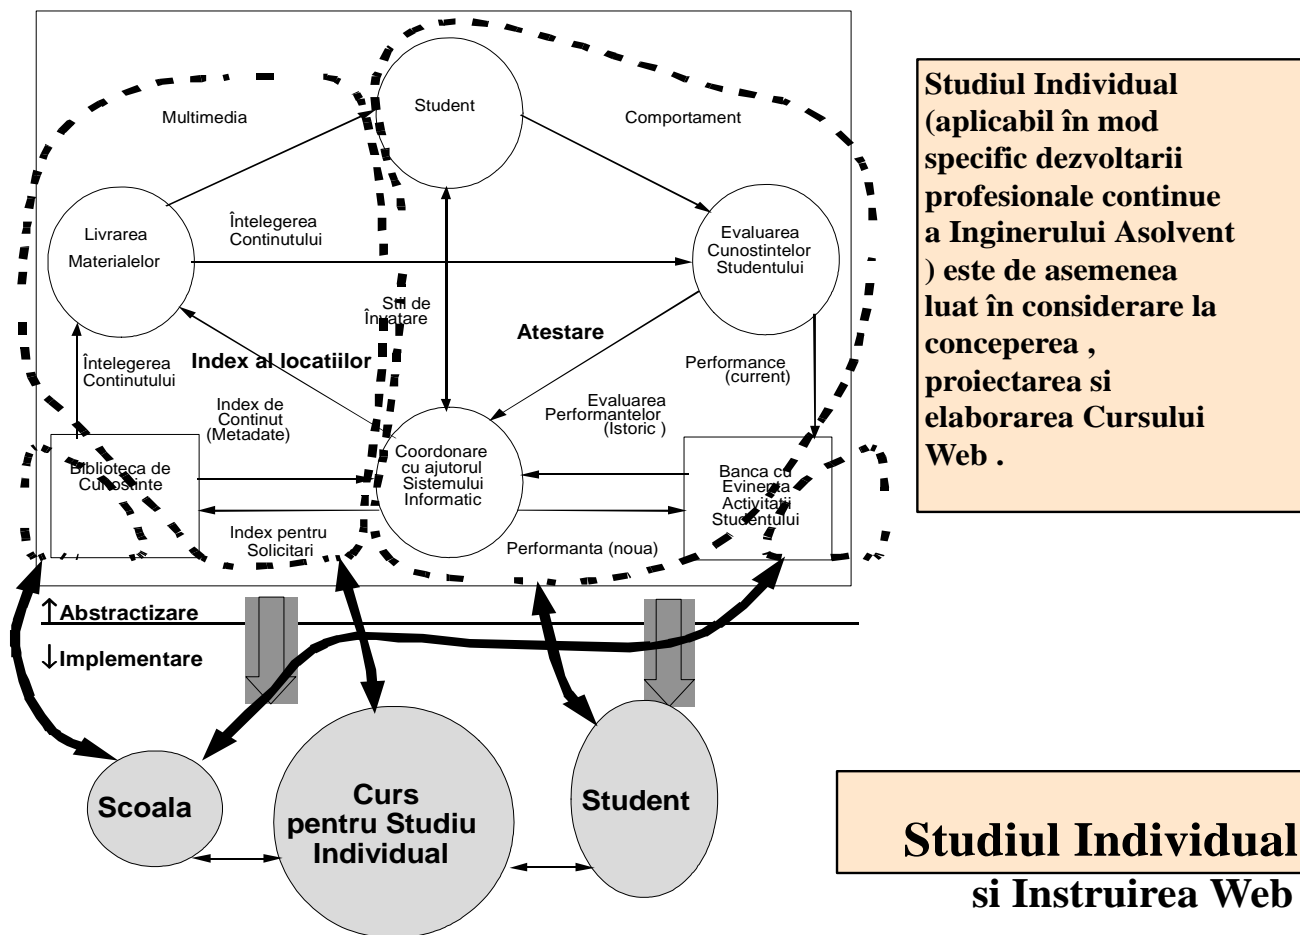 Student
Multimedia
Comportament
Livrarea
Materialelor
Întelegerea
Continutului
Evaluarea
Cunostintelor
Studentului
Stil de
Învatare
Atestare
Index al locatiilor
Întelegerea
Continutului
Performance
(current)
Index de
Continut
(Metadate)
Evaluarea
Performantelor
(Istoric )
Biblioteca de
Cunostinte
Coordonare
cu ajutorul
Sistemului
Informatic
Banca cu
Evinenta
Activitatii
Studentului
Index pentru
Solicitari
Performanta (noua)
↑Abstractizare
↓Implementare
Scoala
Curs
pentru Studiu
Individual
Student
Studiul Individual
(aplicabil în mod
specific dezvoltarii
profesionale continue
a Inginerului Asolvent
) este de asemenea
luat în considerare la
conceperea ,
proiectarea si
elaborarea Cursului
Web .
Studiul Individual
si Instruirea Web